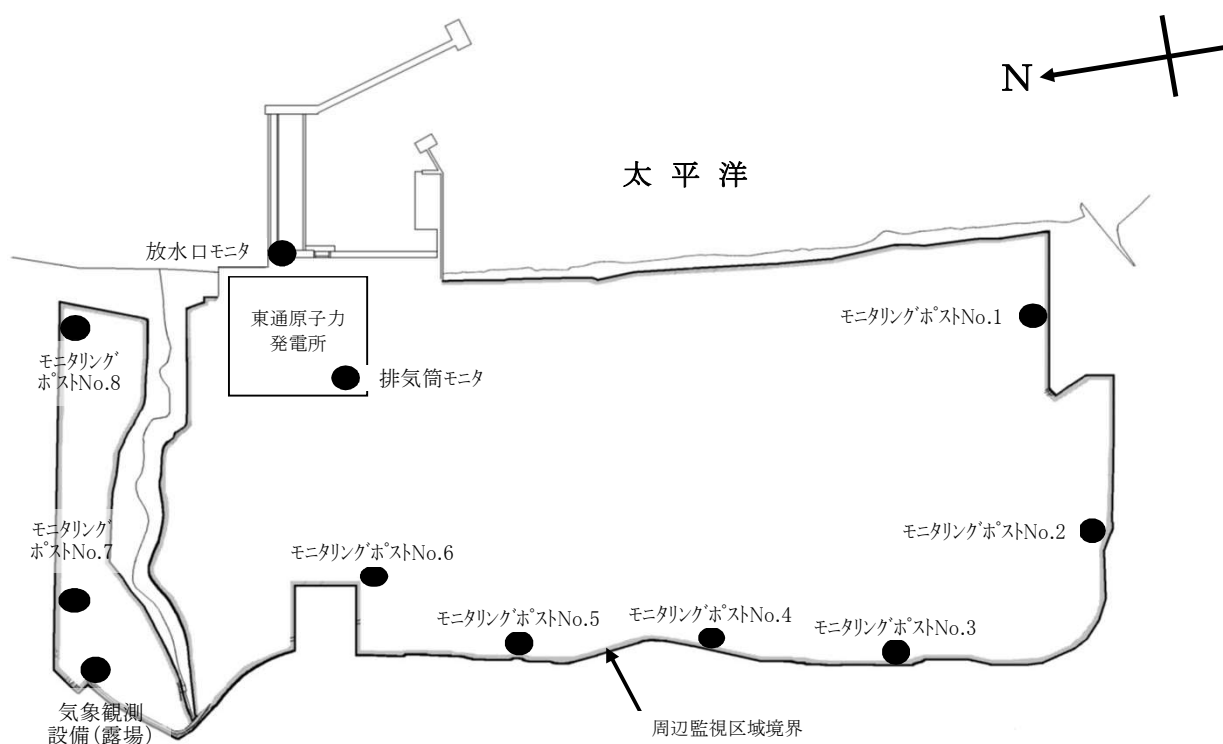 N
太平洋
放水口モニタ
東通原子力
発電所
モニタリングポストNo.1
モニタリング
ポストNo.8
排気筒モニタ
モニタリング
ポストNo.7
モニタリングポストNo.2
モニタリングポストNo.6
モニタリングポストNo.5
モニタリングポストNo.4
モニタリングポストNo.3
気象観測
設備(露場)
周辺監視区域境界